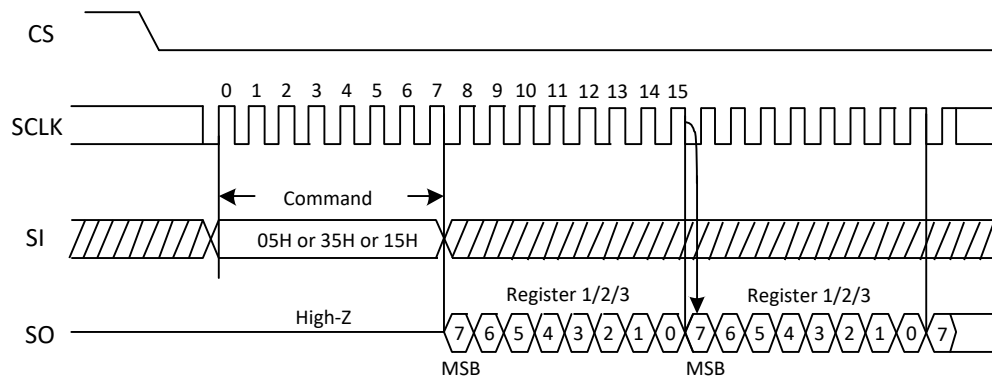 CS
0 1 2 3 4 5 6 7 8 9 10 11 12 13 14 15
SCLK
Command
SI
05H or 35H or 15H
Register 1/2/3 Register 1/2/3
High-Z
SO
7 6 5 4 3 2 1 0 7 6 5 4 3 2 1 0 7
MSB MSB